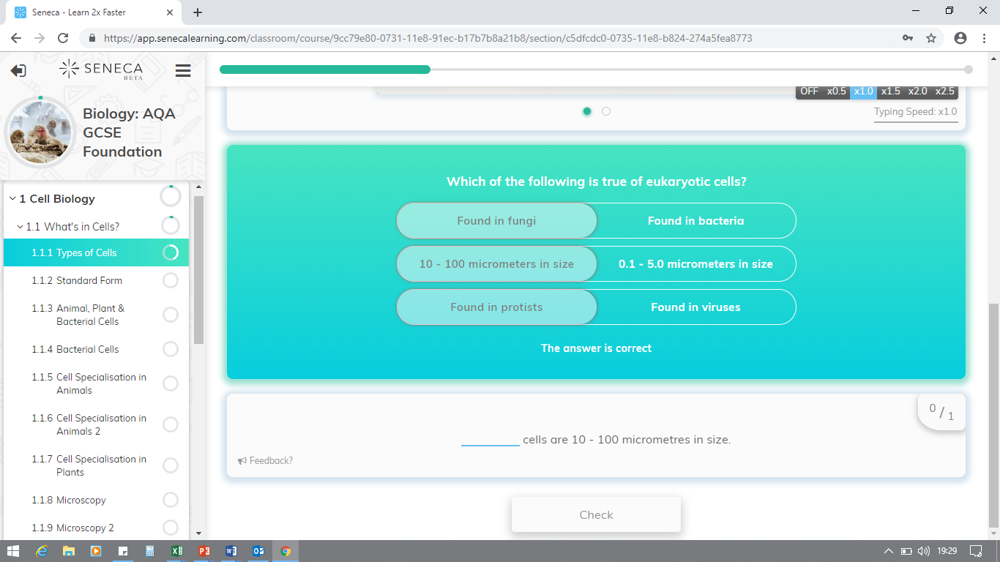 Seneca - Learn 2x Faster
https://app.senecalearning.com/classroom/course/9cc79e80-0731-11e8-91ec-b17b7b8a21b8/section/c5dfcdc0-0735-11e8-b824-274a5fea8773
SENECA
BETA
Biology: AQA
GCSE
Foundation
1 Cell Biology
1.1 What's in Cells?
1.1.1 Types of Cells
1.1.2 Standard Form
1.1.3 Animal, Plant &
Bacterial Cells
1.1.4 Bacterial Cells
1.1.5 Cell Specialisation in
Animals
1.1.6 Cell Specialisation in
Animals 2
1.1.7 Cell Specialisation in
Plants
1.1.8 Microscopy
1.1.9 Microscopy 2
OFF x0.5 x1.0 x1.5 x2.0 x2.5
Typing Speed: x1.0
Which of the following is true of eukaryotic cells?
Found in fungi Found in bacteria
10 - 100 micrometers in size 0.1 - 5.0 micrometers in size
Found in protists Found in viruses
The answer is correct
0 / 1
________ cells are 10 - 100 micrometres in size.
Feedback?
Check
19:29